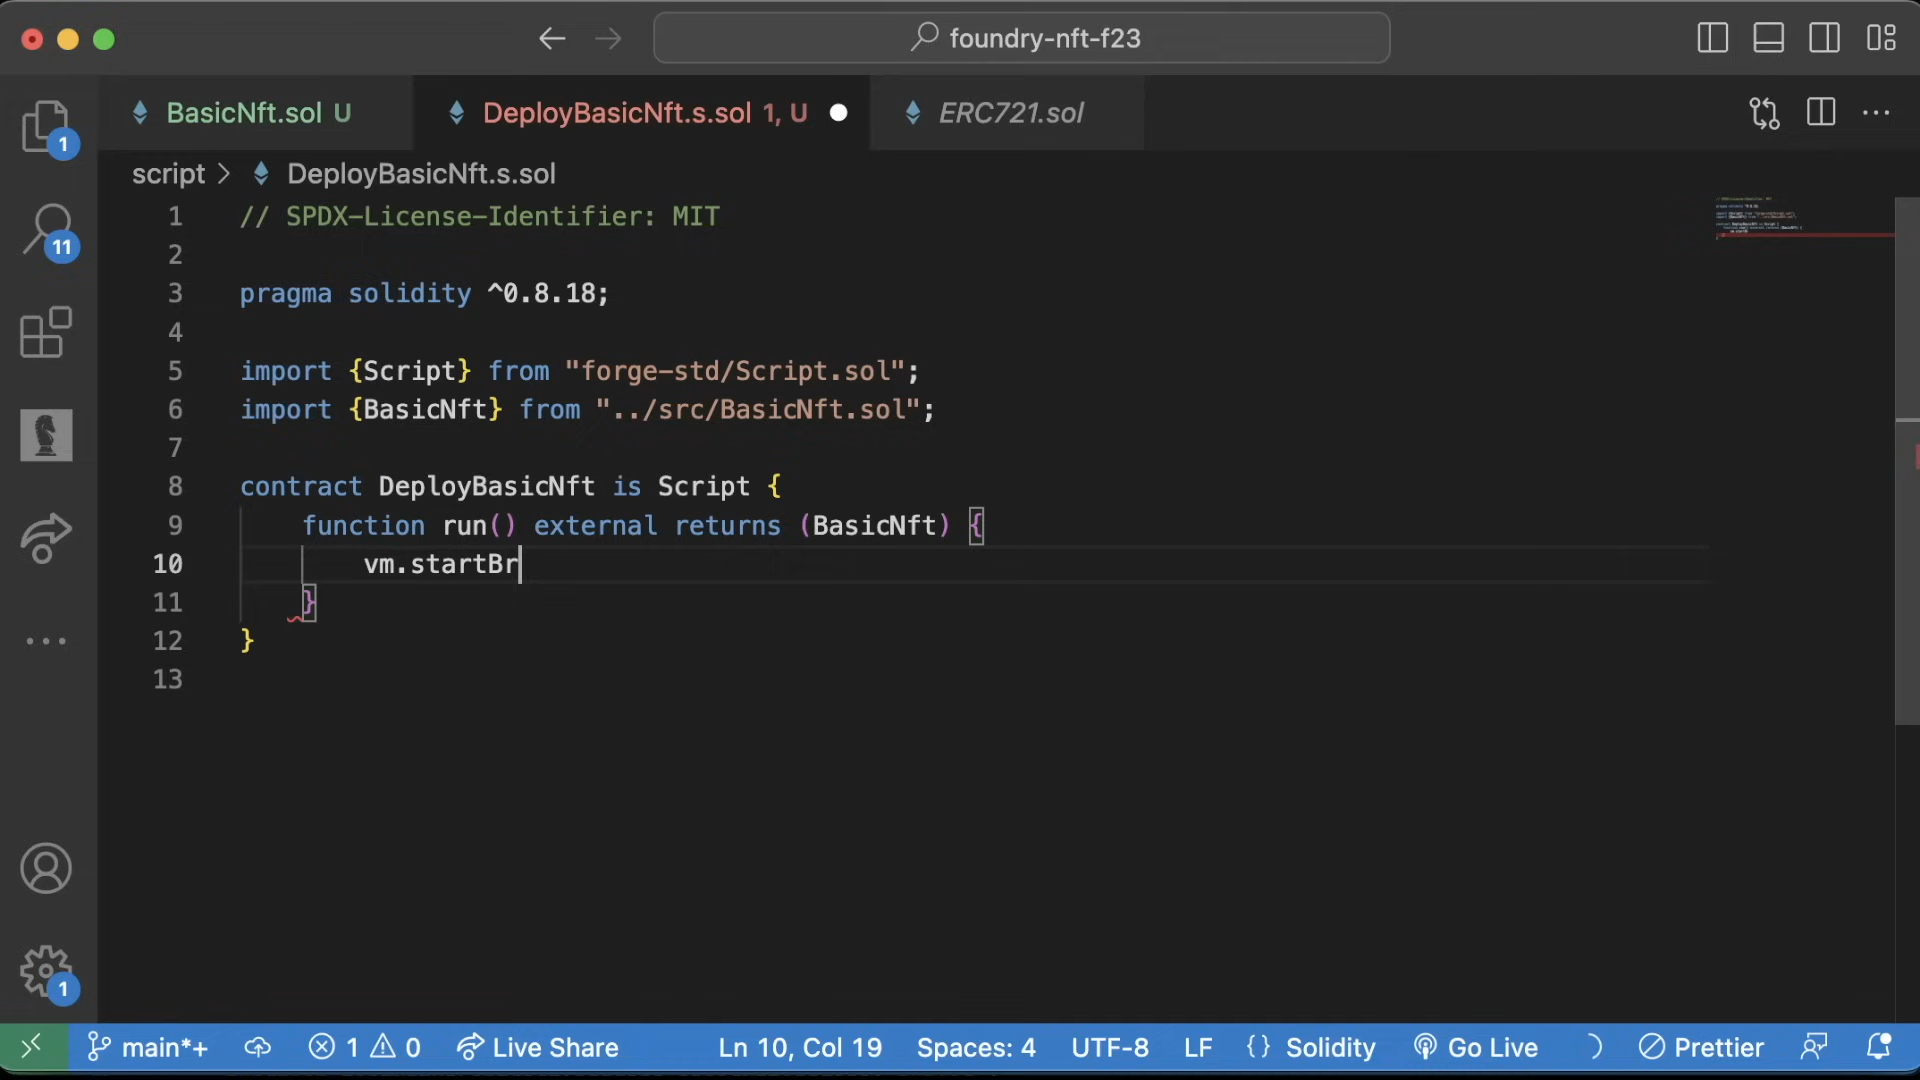 foundry-nft-f23
BasicNft.sol U
DeployBasicNft.s.sol 1, U
ERC721.sol
script > DeployBasicNft.s.sol
1 // SPDX-License-Identifier: MIT
2
3 pragma solidity ^0.8.18;
4
5 import {Script} from "forge-std/Script.sol";
6 import {BasicNft} from "../src/BasicNft.sol";
7
8 contract DeployBasicNft is Script {
9 function run() external returns (BasicNft) {
10 vm.startBr
11 }
12 }
13
1
11
1
main*+ 1 0 Live Share Ln 10, Col 19 Spaces: 4 UTF-8 LF {} Solidity Go Live Prettier